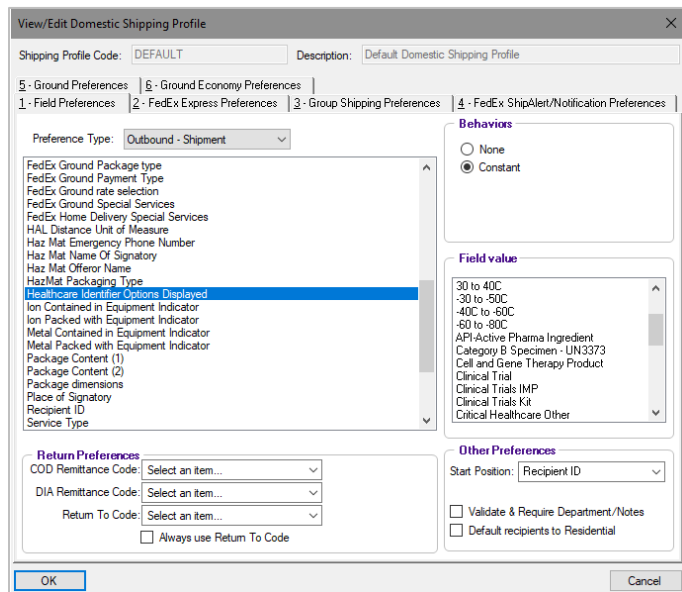 View/Edit Domestic Shipping Profile
Shipping Profile Code: DEFAULT Description: Default Domestic Shipping Profile
5 - Ground Preferences 6 - Ground Economy Preferences
1 - Field Preferences 2 - FedEx Express Preferences 3 - Group Shipping Preferences 4 - FedEx ShipAlert/Notification Preferences
Preference Type: Outbound - Shipment
FedEx Ground Package type
FedEx Ground Payment Type
FedEx Ground rate selection
FedEx Ground Special Services
FedEx Home Delivery Special Services
HAL Distance Unit of Measure
Haz Mat Emergency Phone Number
Haz Mat Name Of Signatory
Haz Mat Offeror Name
HazMat Packaging Type
Healthcare Identifier Options Displayed
Ion Contained in Equipment Indicator
Ion Packed with Equipment Indicator
Metal Contained in Equipment Indicator
Metal Packed with Equipment Indicator
Package Content (1)
Package Content (2)
Package dimensions
Place of Signatory
Recipient ID
Service Type
Behaviors
None
Constant
Field value
30 to 40C
-30 to -50C
-40C to -60C
-60 to -80C
API-Active Pharma Ingredient
Category B Specimen - UN3373
Cell and Gene Therapy Product
Clinical Trial
Clinical Trials IMP
Clinical Trials Kit
Critical Healthcare Other
Return Preferences
COD Remittance Code: Select an item...
DIA Remittance Code: Select an item...
Return To Code: Select an item...
Always use Return To Code
Other Preferences
Start Position: Recipient ID
Validate & Require Department/Notes
Default recipients to Residential
OK Cancel